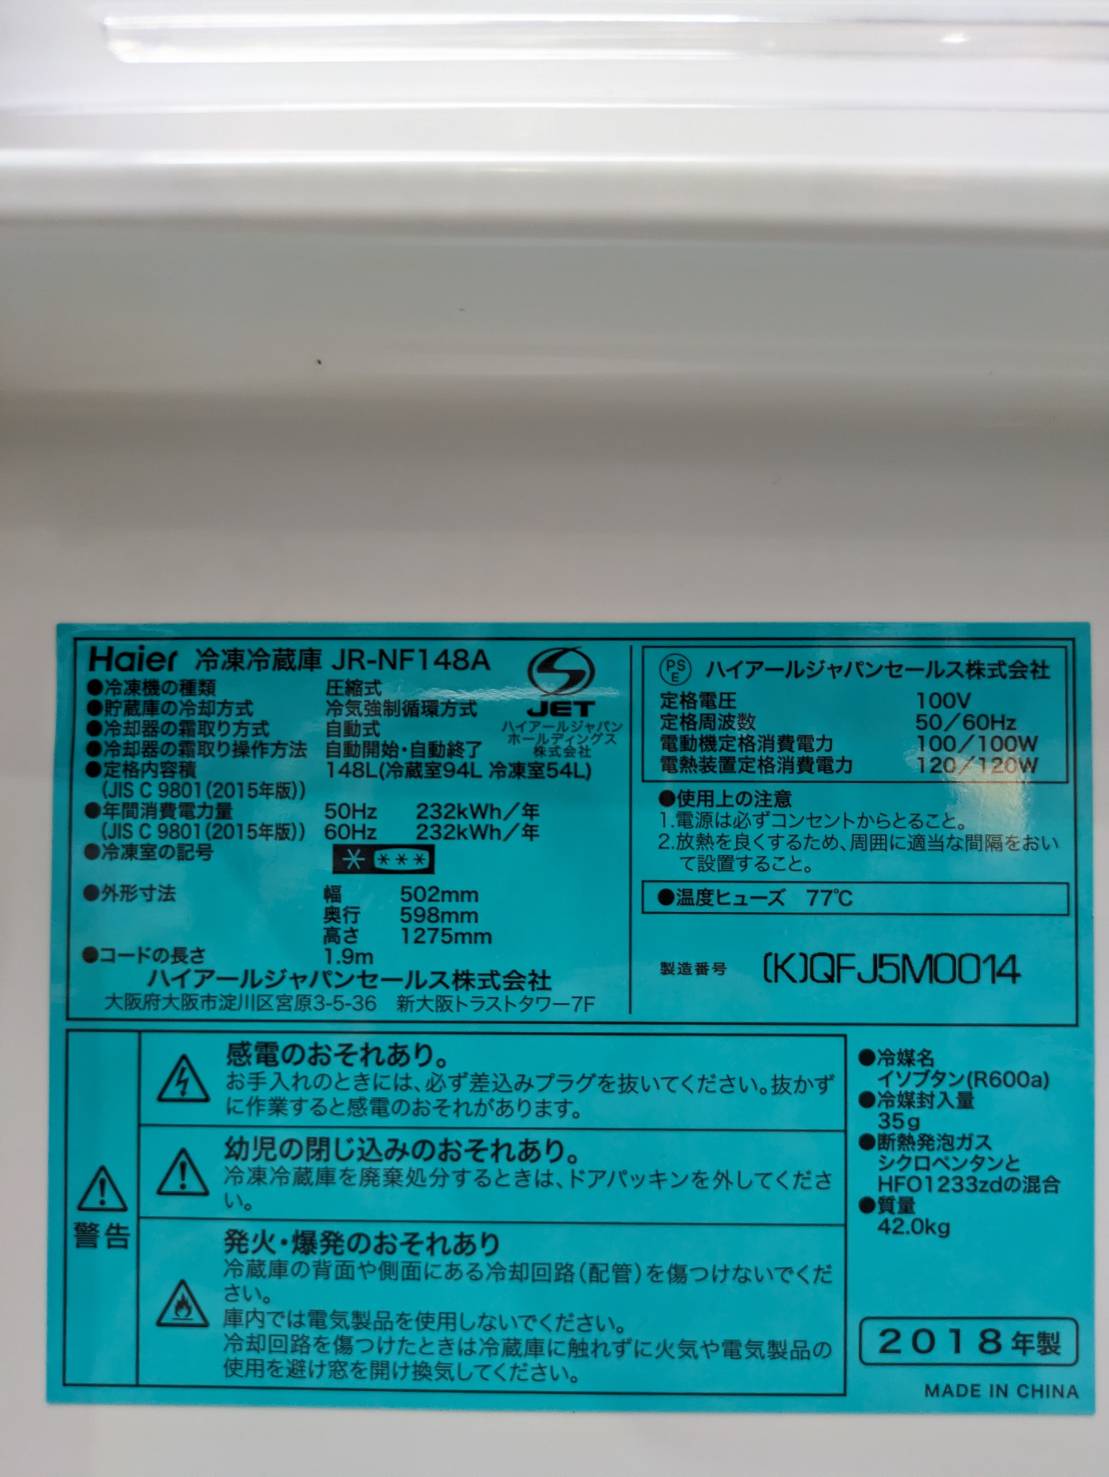 Haier 冷凍冷蔵庫 JR-NF148A
●冷凍機の種類 圧縮式
●貯蔵庫の冷却方式 冷気強制循環方式
●冷却器の霜取り方式 自動式
●冷却器の霜取り操作方法 自動開始・自動終了
●定格内容積 148L(冷蔵室94L 冷凍室54L)
(JIS C 9801(2015年版))
●年間消費電力量 50Hz 232kWh/年
(JIS C 9801(2015年版)) 60Hz 232kWh/年
●冷凍室の記号
●外形寸法 幅 502mm
奥行 598mm
高さ 1275mm
●コードの長さ 1.9m
ハイアールジャパンセールス株式会社
大阪府大阪市淀川区宮原3-5-36 新大阪トラストタワー7F
JET
ハイアールジャパン
ホールディングス
株式会社
PS
E
ハイアールジャパンセールス株式会社
定格電圧 100V
定格周波数 50/60Hz
電動機定格消費電力 100/100W
電熱装置定格消費電力 120/120W
●使用上の注意
1.電源は必ずコンセントからとること。
2.放熱を良くするため、周囲に適当な間隔をおい
て設置すること。
●温度ヒューズ 77℃
製造番号 (K)QFJ5M0014
警告
感電のおそれあり。
お手入れのときには、必ず差込みプラグを抜いてください。抜かず
に作業すると感電のおそれがあります。
幼児の閉じ込みのおそれあり。
冷凍冷蔵庫を廃棄処分するときは、ドアパッキンを外してくださ
い。
発火・爆発のおそれあり
冷蔵庫の背面や側面にある冷却回路(配管)を傷つけないでくだ
さい。
庫内では電気製品を使用しないでください。
冷却回路を傷つけたときは冷蔵庫に触れずに火気や電気製品の
使用を避け窓を開け換気してください。
●冷媒名
イソブタン(R600a)
●冷媒封入量
35g
●断熱発泡ガス
シクロペンタンと
HFO1233zdの混合
●質量
42.0kg
2018年製
MADE IN CHINA